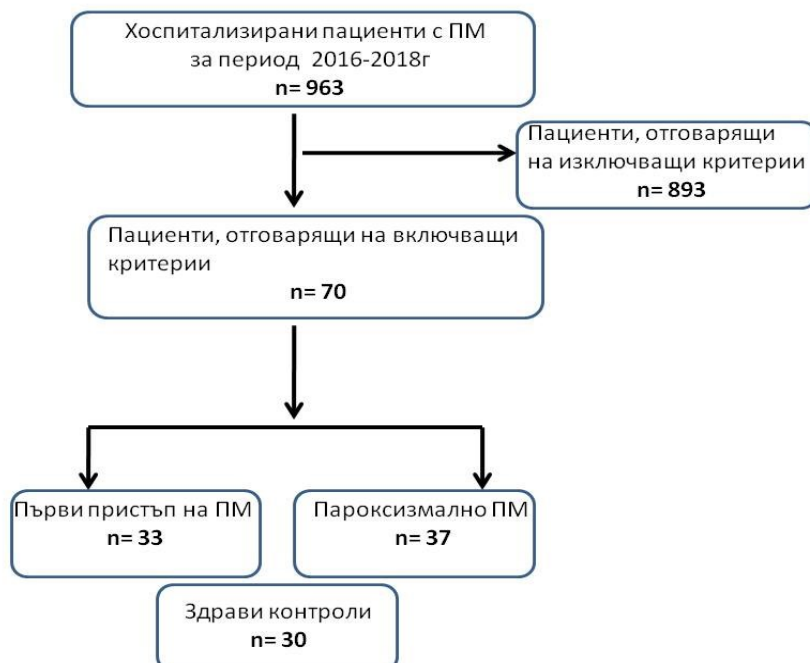 Хоспитализирани пациенти с ПМ
за период 2016-2018г
n= 963
Пациенти, отговарящи
на изключващи критерии
n= 893
Пациенти, отговарящи на включващи
критерии
n= 70
Първи пристъп на ПМ
n= 33
Пароксизмално ПМ
n= 37
Здрави контроли
n= 30